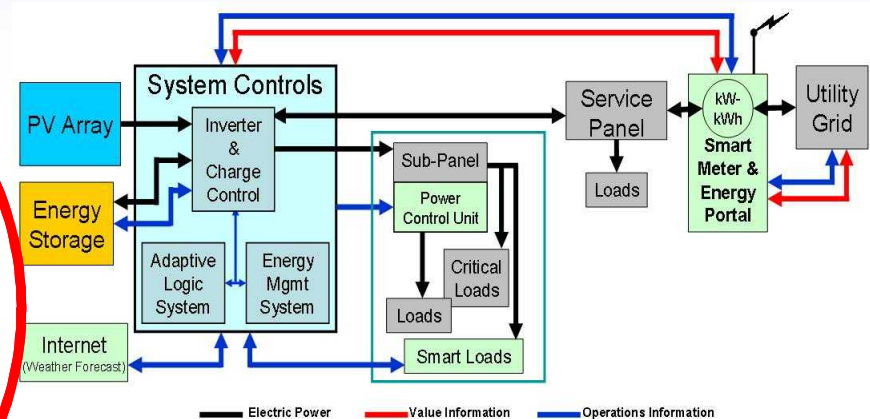 System Controls
PV Array
Inverter
&
Charge
Control
Energy
Storage
Adaptive
Logic
System
Energy
Mgmt
System
Internet
(Weather Forecast)
Sub-Panel
Power
Control Unit
Critical
Loads
Loads
Smart Loads
Service
Panel
Loads
kW-
kWh
Smart
Meter &
Energy
Portal
Utility
Grid
Electric Power
Value Information
Operations Information